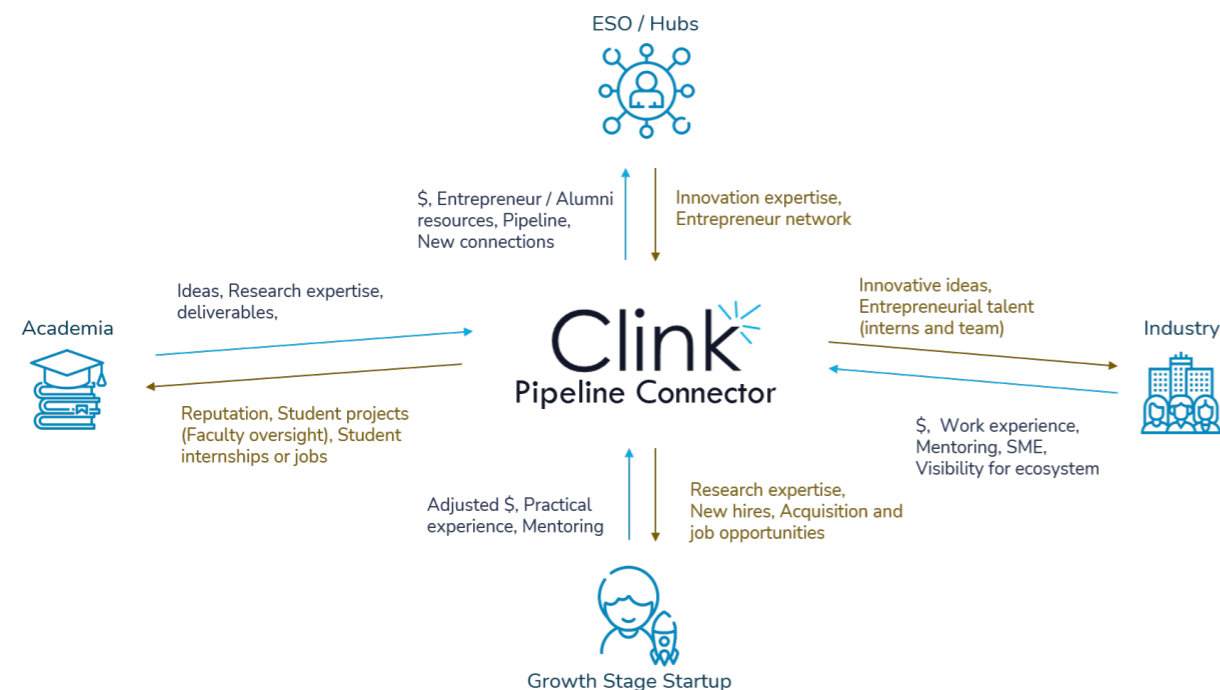 ESO / Hubs
$, Entrepreneur / Alumni
resources, Pipeline,
New connections
Innovation expertise,
Entrepreneur network
Ideas, Research expertise,
deliverables,
Academia
Reputation, Student projects
(Faculty oversight), Student
internships or jobs
Clink
Pipeline Connector
Innovative ideas,
Entrepreneurial talent
(interns and team)
Industry
$,  Work experience,
Mentoring, SME,
Visibility for ecosystem
Adjusted $, Practical
experience, Mentoring
Research expertise,
New hires, Acquisition and
job opportunities
Growth Stage Startup